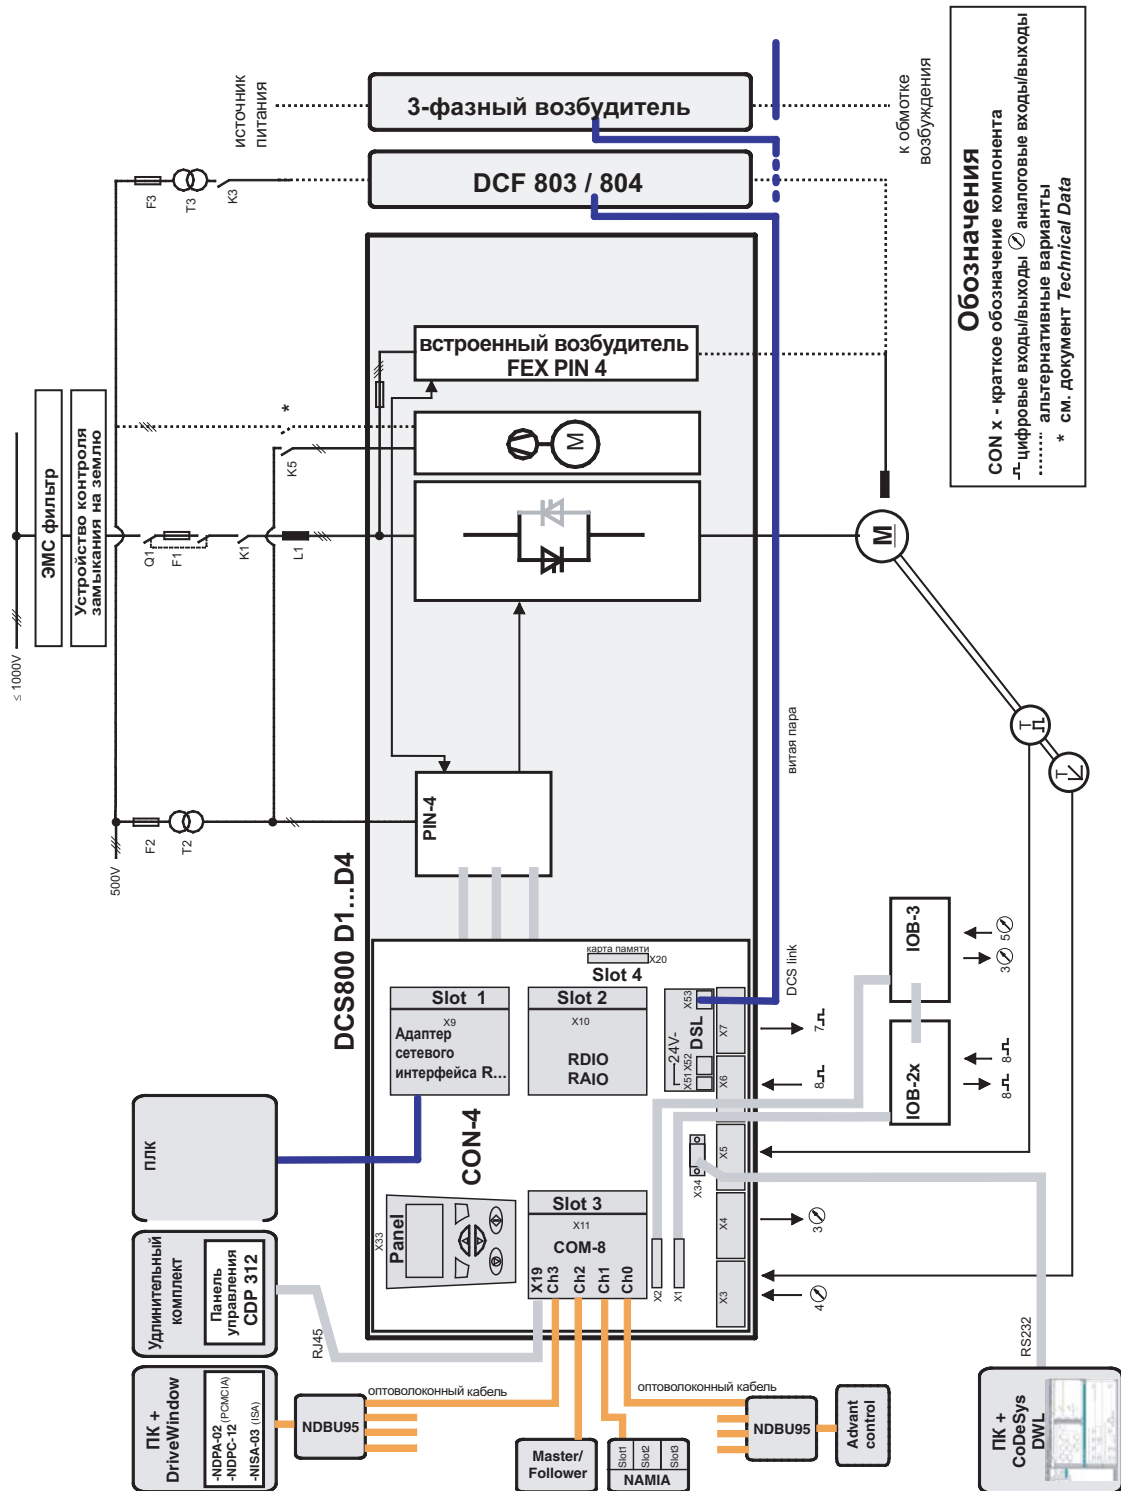 ≤ 1000V
ЭМС фильтр
Устройство контроля
замыкания на землю
500V
F2
T2
Q1
F1
K1
L1
K5
*
F3
T3
K3
источник
питания
3-фазный возбудитель
DCF 803 / 804
к обмотке
возбуждения
встроенный возбудитель
FEX PIN 4
M
M
T
T
PIN-4
DCS800 D1...D4
витая пара
DCS link
Обозначения
CON x - краткое обозначение компонента
цифровые входы/выходы
аналоговые входы/выходы
альтернативные варианты
* см. документ Technical Data
карта памяти
X20
Slot 4
Slot 1
X9
Адаптер
сетевого
интерфейса R...
Slot 2
X10
RDIO
RAIO
24V
DSL
X51
X52
X53
CON-4
Panel
X33
Slot 3
X11
COM-8
X19
Ch3
Ch2
Ch1
Ch0
X2
X1
X34
X3
X4
X5
X6
X7
4
3
8
7
IOB-2x
IOB-3
8
8
3
5
ПЛК
Удлинительный
комплект
Панель
управления
CDP 312
RJ45
ПК +
DriveWindow
-NDPA-02 (PCMCIA)
-NDPC-12
-NISA-03 (ISA)
NDBU95
оптоволоконный кабель
Master/
Follower
Slot1
Slot2
Slot3
NAMIA
оптоволоконный кабель
NDBU95
Advant
control
RS232
ПК +
CoDeSys
DWL